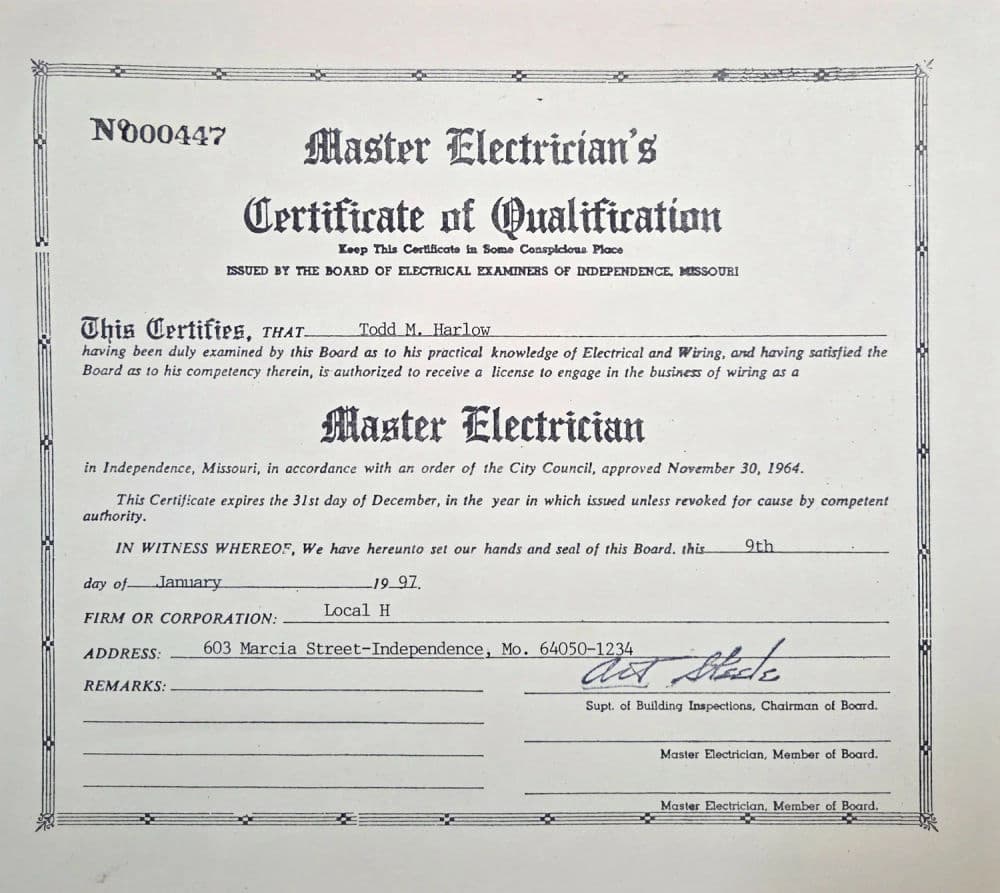 No 000447
Master Electrician's
Certificate of Qualification
Keep This Certificate in Some Conspicious Place
ISSUED BY THE BOARD OF ELECTRICAL EXAMINERS OF INDEPENDENCE, MISSOURI
This Certifies, THAT Todd M. Harlow
having been duly examined by this Board as to his practical knowledge of Electrical and Wiring, and having satisfied the
Board as to his competency therein, is authorized to receive a license to engage in the business of wiring as a
Master Electrician
in Independence, Missouri, in accordance with an order of the City Council, approved November 30, 1964.
This Certificate expires the 31st day of December, in the year in which issued unless revoked for cause by competent
authority.
IN WITNESS WHEREOF, We have hereunto set our hands and seal of this Board. this 9th
day of January 19 97.
FIRM OR CORPORATION: Local H
ADDRESS: 603 Marcia Street-Independence, Mo. 64050-1234
REMARKS:
Art
Supt. of Building Inspections, Chairman of Board.
Master Electrician, Member of Board.
Master Electrician, Member of Board.